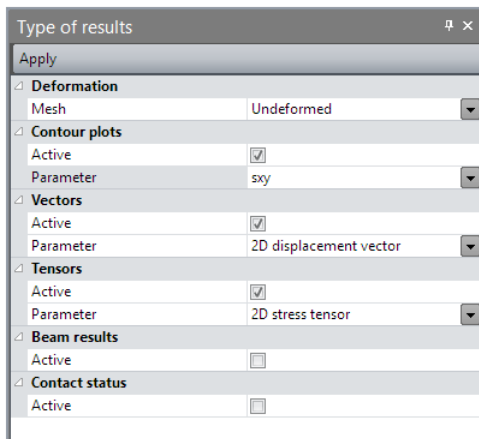 Type of results
Apply
Deformation
Mesh Undeformed
Contour plots
Active
Parameter sxy
Vectors
Active
Parameter 2D displacement vector
Tensors
Active
Parameter 2D stress tensor
Beam results
Active
Contact status
Active